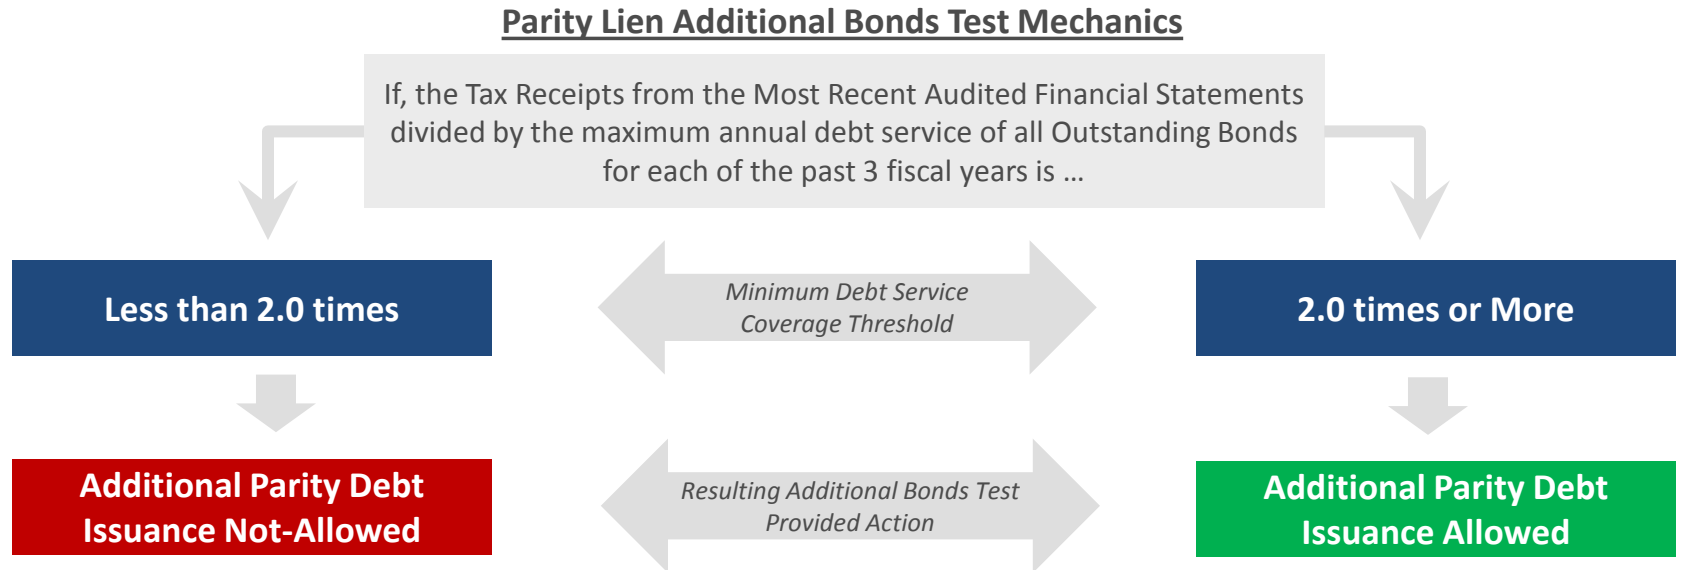 Parity Lien Additional Bonds Test Mechanics
If, the Tax Receipts from the Most Recent Audited Financial Statements
divided by the maximum annual debt service of all Outstanding Bonds
for each of the past 3 fiscal years is ...
Less than 2.0 times
Minimum Debt Service
Coverage Threshold
2.0 times or More
Additional Parity Debt
Issuance Not-Allowed
Resulting Additional Bonds Test
Provided Action
Additional Parity Debt
Issuance Allowed